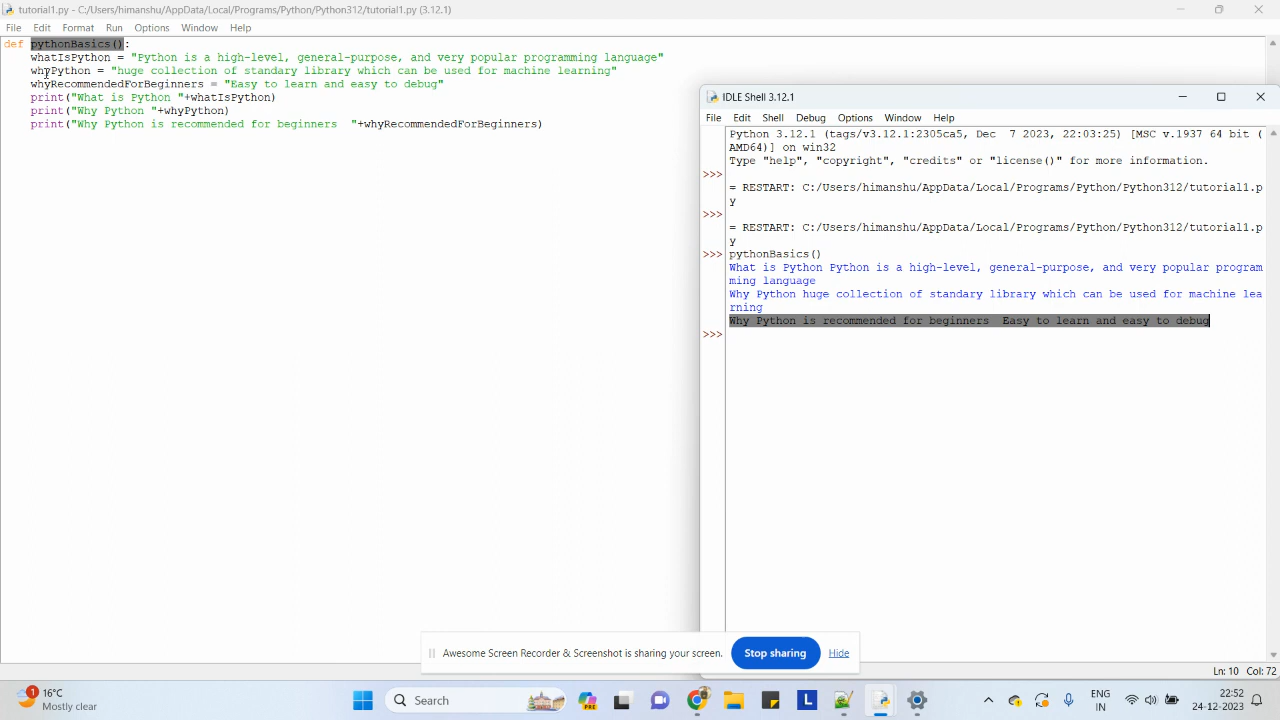 tutorial1.py - C:/Users/himanshu/AppData/Local/Programs/Python/Python312/tutorial1.py (3.12.1)
File Edit Format Run Options Window Help
def pythonBasics():
whatIsPython = "Python is a high-level, general-purpose, and very popular programming language"
whyPython = "huge collection of standary library which can be used for machine learning"
whyRecommendedForBeginners = "Easy to learn and easy to debug"
print("What is Python "+whatIsPython)
print("Why Python "+whyPython)
print("Why Python is recommended for beginners  "+whyRecommendedForBeginners)
IDLE Shell 3.12.1
File Edit Shell Debug Options Window Help
Python 3.12.1 (tags/v3.12.1:2305ca5, Dec  7 2023, 22:03:25) [MSC v.1937 64 bit (
AMD64)] on win32
Type "help", "copyright", "credits" or "license()" for more information.
>>>
= RESTART: C:/Users/himanshu/AppData/Local/Programs/Python/Python312/tutorial1.p
y
>>>
= RESTART: C:/Users/himanshu/AppData/Local/Programs/Python/Python312/tutorial1.p
y
>>> pythonBasics()
What is Python Python is a high-level, general-purpose, and very popular program
ming language
Why Python huge collection of standary library which can be used for machine lea
rning
Why Python is recommended for beginners  Easy to learn and easy to debug
>>>
Awesome Screen Recorder & Screenshot is sharing your screen. Stop sharing Hide
Ln: 10 Col: 72
1 16°C
Mostly clear
Search
PRE
L
ENG
IN
22:52
24-12-2023